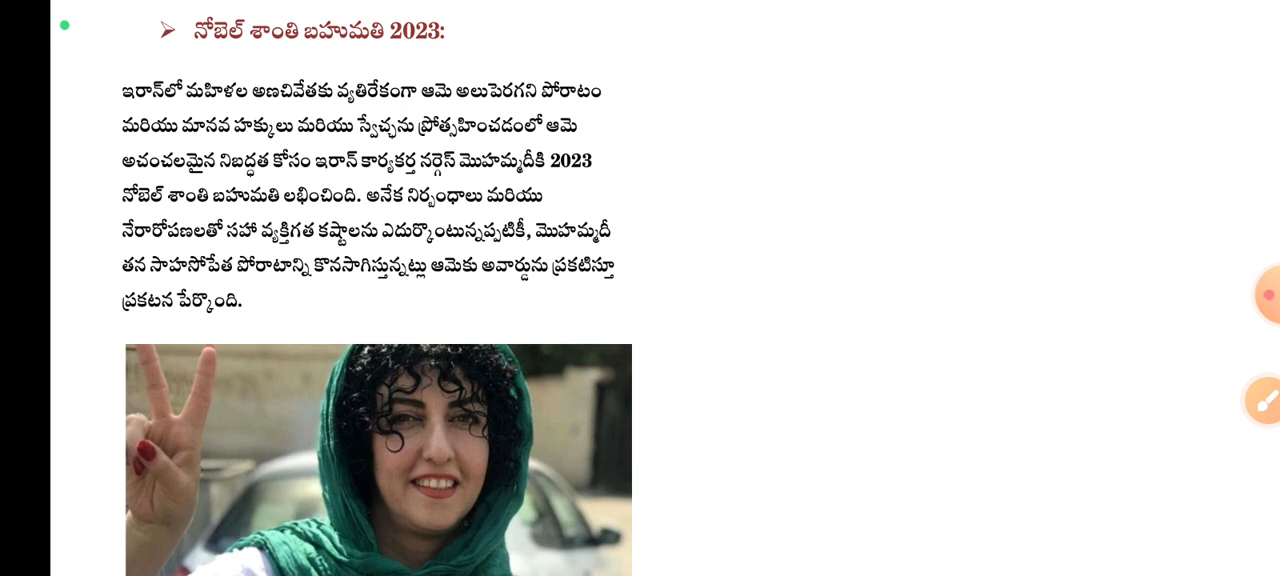 ➢ నోబెల్ శాంతి బహుమతి 2023:
ఇరాన్‌లో మహిళల అణచివేతకు వ్యతిరేకంగా ఆమె అలుపెరగని పోరాటం
మరియు మానవ హక్కులు మరియు స్వేచ్ఛను ప్రోత్సహించడంలో ఆమె
అచంచలమైన నిబద్ధత కోసం ఇరాన్ కార్యకర్త నర్గెస్ మొహమ్మదీకి 2023
నోబెల్ శాంతి బహుమతి లభించింది. అనేక నిర్బంధాలు మరియు
నేరారోపణలతో సహా వ్యక్తిగత కష్టాలను ఎదుర్కొంటున్నప్పటికీ, మొహమ్మదీ
తన సాహసోపేత పోరాటాన్ని కొనసాగిస్తున్నట్లు ఆమెకు అవార్డును ప్రకటిస్తూ
ప్రకటన పేర్కొంది.